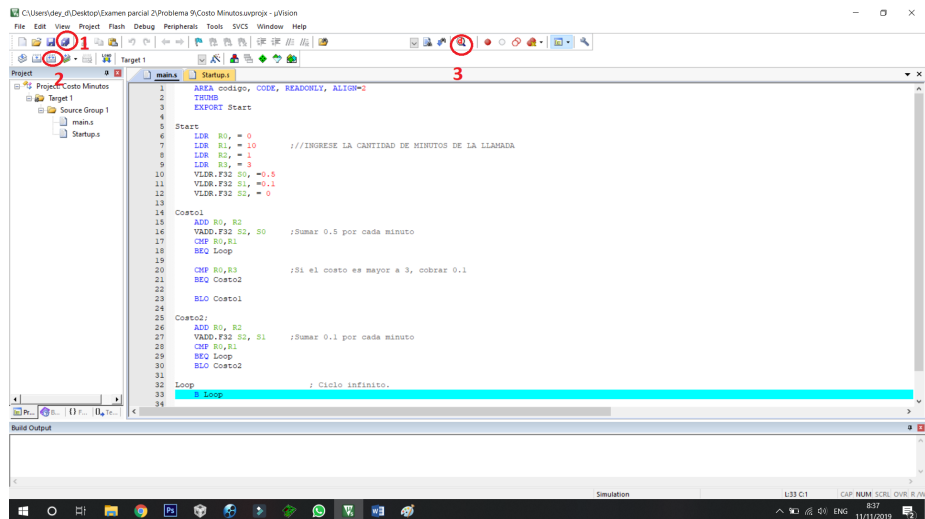 C:\Users\dey_d\Desktop\Examen parcial 2\Problema 9\Costo Minutos.uvprojx - µVision
File Edit View Project Flash Debug Peripherals Tools SVCS Window Help
1
Target 1
2
3
Project
Project: Costo Minutos
Target 1
Source Group 1
main.s
Startup.s
main.s Startup.s
1 AREA codigo, CODE, READONLY, ALIGN=2
2 THUMB
3 EXPORT Start
4
5 Start
6 LDR R0, = 0
7 LDR R1, = 10 ;//INGRESE LA CANTIDAD DE MINUTOS DE LA LLAMADA
8 LDR R2, = 1
9 LDR R3, = 3
10 VLDR.F32 S0, =0.5
11 VLDR.F32 S1, =0.1
12 VLDR.F32 S2, = 0
13
14 Costo1
15 ADD R0, R2
16 VADD.F32 S2, S0 ;Sumar 0.5 por cada minuto
17 CMP R0,R1
18 BEQ Loop
19
20 CMP R0,R3 ;Si el costo es mayor a 3, cobrar 0.1
21 BEQ Costo2
22
23 BLO Costo1
24
25 Costo2;
26 ADD R0, R2
27 VADD.F32 S2, S1 ;Sumar 0.1 por cada minuto
28 CMP R0,R1
29 BEQ Loop
30 BLO Costo2
31
32 Loop ; Ciclo infinito.
33 B Loop
34
Pr... B... {} F... Te...
Build Output
Simulation L:33 C:1 CAP NUM SCRL OVR R/W
ENG
8:37
11/11/2019